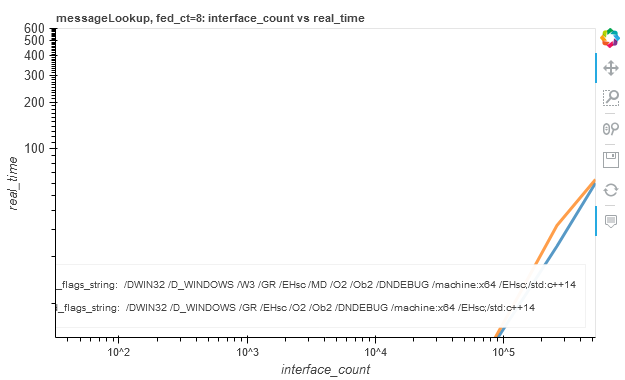 messageLookup, fed_ct=8: interface_count vs real_time
600
500
400
300
200
100
real_time
_flags_string: /DWIN32 /D_WINDOWS /W3 /GR /EHsc /MD /O2 /Ob2 /DNDEBUG /machine:x64 /EHsc;/std:c++14
l_flags_string: /DWIN32 /D_WINDOWS /GR /EHsc /O2 /Ob2 /DNDEBUG /machine:x64 /EHsc;/std:c++14
10^2 10^3 10^4 10^5
interface_count